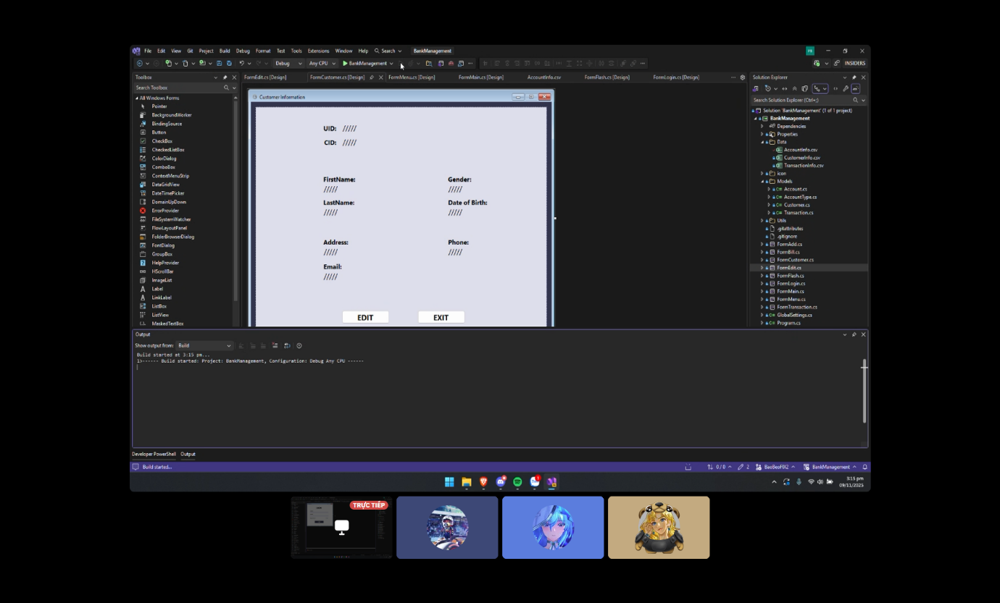 File Edit View Git Project Build Debug Format Test Tools Extensions Window Help Search BankManagement
Debug Any CPU BankManagement INSIDERS
Toolbox
Search Toolbox
All Windows Forms
Pointer
BackgroundWorker
BindingSource
Button
CheckBox
CheckedListBox
ColorDialog
ComboBox
ContextMenuStrip
DataGridView
DateTimePicker
DomainUpDown
ErrorProvider
FileSystemWatcher
FlowLayoutPanel
FolderBrowserDialog
FontDialog
GroupBox
HelpProvider
HScrollBar
ImageList
Label
LinkLabel
ListBox
ListView
MaskedTextBox
FormEdit.cs [Design] FormCustomer.cs [Design] FormMenu.cs [Design] FormMain.cs [Design] AccountInfo.csv FormFlash.cs [Design] FormLogin.cs [Design]
Customer Information
UID: /////
CID: /////
FirstName: Gender:
///// /////
LastName: Date of Birth:
///// /////
Address: Phone:
///// /////
Email:
/////
EDIT EXIT
Solution Explorer
Search Solution Explorer (Ctrl+;)
Solution 'BankManagement' (1 of 1 project)
BankManagement
Dependencies
Properties
Data
AccountInfo.csv
CustomerInfo.csv
TransactionInfo.csv
icon
Models
C# Account.cs
C# AccountType.cs
C# Customer.cs
C# Transaction.cs
Utils
.gitattributes
.gitignore
FormAdd.cs
FormBill.cs
FormCustomer.cs
FormEdit.cs
FormFlash.cs
FormLogin.cs
FormMain.cs
FormMenu.cs
FormTransaction.cs
C# GlobalSettings.cs
C# Program.cs
Output
Show output from: Build
Build started at 3:15 pm...
1>------ Build started: Project: BankManagement, Configuration: Debug Any CPU ------
Developer PowerShell Output
Build started... 0 / 0 2 BaoBeoFIX2 BankManagement
3:15 pm
09/11/2025
TRỰC TIẾP